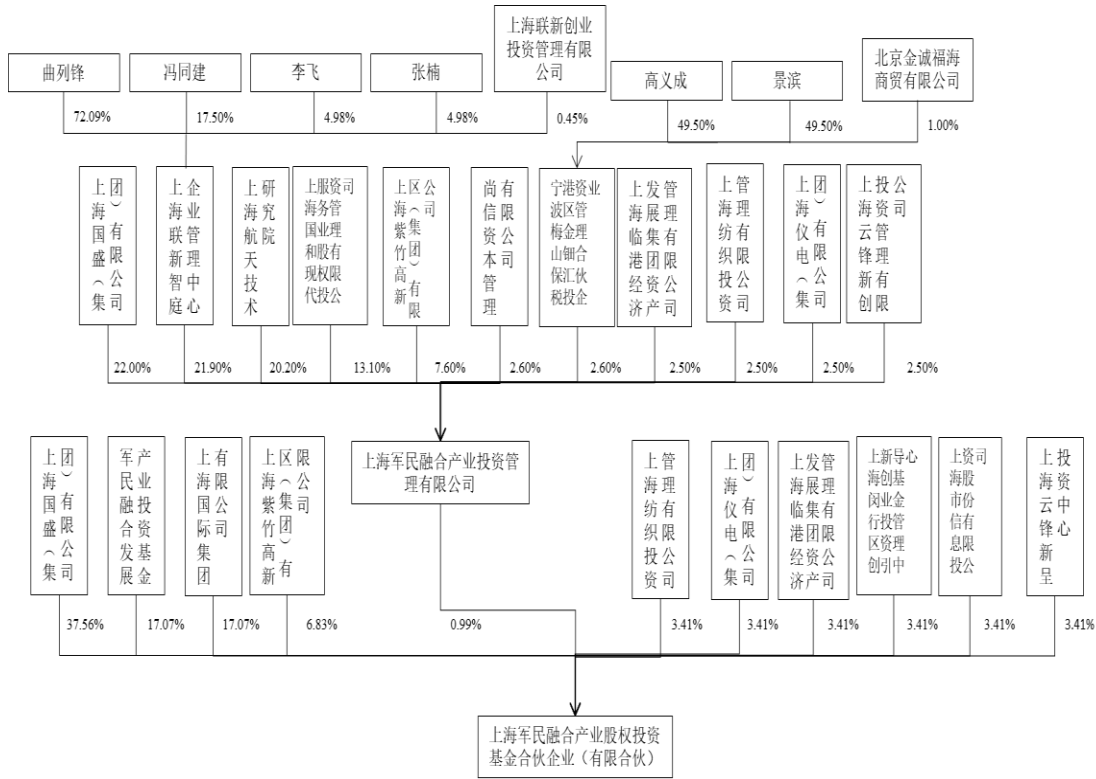 曲列锋
冯同建
李飞
张楠
上海联新创业
投资管理有限
公司
高义成
景滨
北京金诚福海
商贸有限公司
72.09%
17.50%
4.98%
4.98%
0.45%
49.50%
49.50%
1.00%
上海国盛（集
团）有限公司
上海联新智庭
企业管理中心
上海航天技术
研究院
上海国和现代
服务业股权投
资管理有限公
司
上海紫竹高新
区（集团）有限
公司
尚信资本管理
有限公司
宁波梅山保税
港区金钿汇投
资管理合伙企
业
上海临港经济
发展集团资产
管理有限公司
上海纺织投资
管理有限公司
上海仪电（集
团）有限公司
上海云锋新创
投资管理有限
公司
22.00%
21.90%
20.20%
13.10%
7.60%
2.60%
2.60%
2.50%
2.50%
2.50%
2.50%
上海国盛（集
团）有限公司
军民融合发展
产业投资基金
上海国际集团
有限公司
上海紫竹高新
区（集团）有
限公司
上海军民融合产业投资管
理有限公司
上海纺织投资
管理有限公司
上海仪电（集
团）有限公司
上海临港经济
发展集团资产
管理有限公司
上海闵行区创
新创业投资引
导基金管理中
心
上海市信息投
资股份有限公
司
上海云锋新呈
投资中心
37.56%
17.07%
17.07%
6.83%
0.99%
3.41%
3.41%
3.41%
3.41%
3.41%
3.41%
上海军民融合产业股权投资
基金合伙企业（有限合伙）